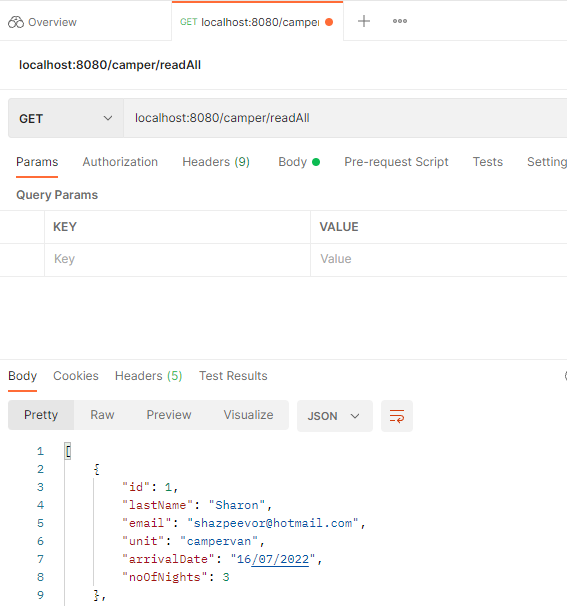 Overview GET localhost:8080/camper
localhost:8080/camper/readAll
GET localhost:8080/camper/readAll
Params Authorization Headers (9) Body Pre-request Script Tests Setting
Query Params
KEY VALUE
Key Value
Body Cookies Headers (5) Test Results
Pretty Raw Preview Visualize JSON
1 [
2 {
3 "id": 1,
4 "lastName": "Sharon",
5 "email": "shazpeevor@hotmail.com",
6 "unit": "campervan",
7 "arrivalDate": "16/07/2022",
8 "noOfNights": 3
9 },